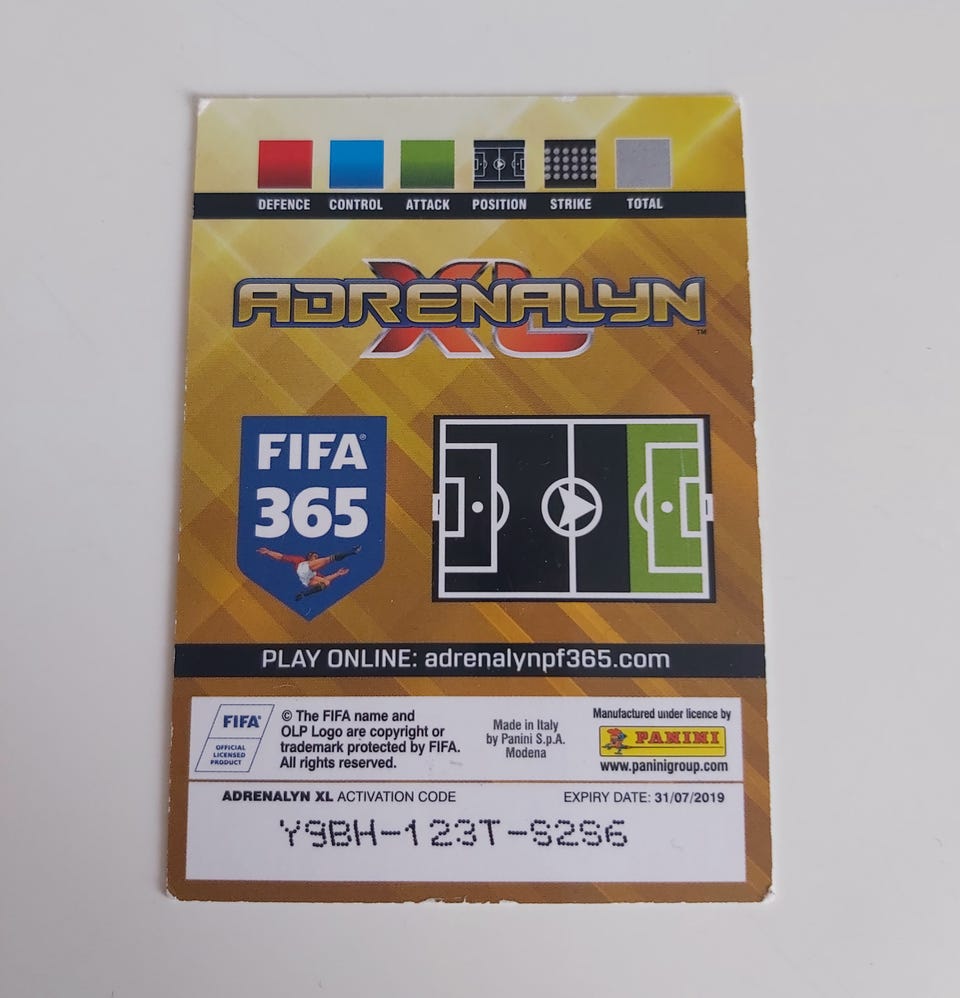 DEFENCE CONTROL ATTACK POSITION STRIKE TOTAL
ADRENALYN XL™
FIFA®
365
PLAY ONLINE: adrenalynpf365.com
FIFA®
OFFICIAL
LICENSED
PRODUCT
© The FIFA name and
OLP Logo are copyright or
trademark protected by FIFA.
All rights reserved.
Made in Italy
by Panini S.p.A.
Modena
Manufactured under licence by
PANINI
www.paninigroup.com
ADRENALYN XL ACTIVATION CODE
EXPIRY DATE: 31/07/2019
Y9BH-123T-S2S6